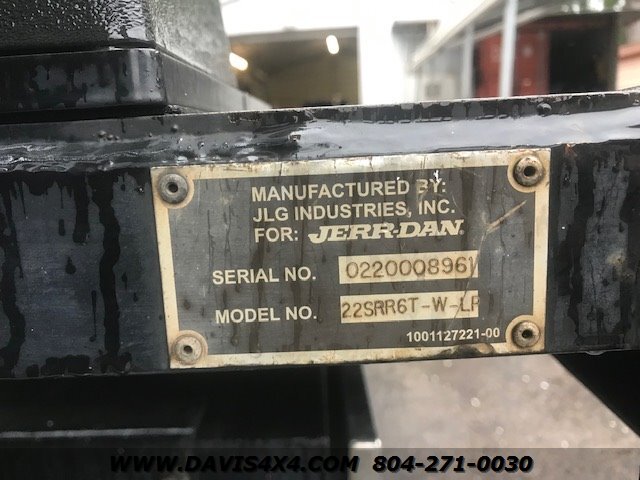 MANUFACTURED BY:
JLG INDUSTRIES, INC.
FOR: JERR-DAN
SERIAL NO. 0220008961
MODEL NO. 22SRR6T-W-LP
1001127221-00
WWW.DAVIS4X4.COM 804-271-0030